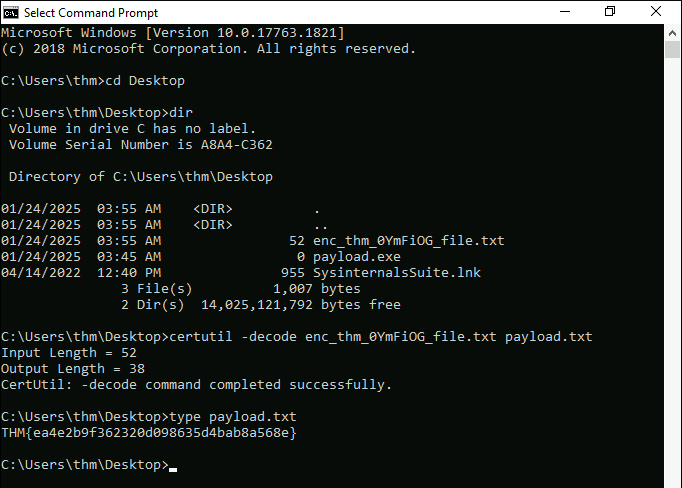 Select Command Prompt
Microsoft Windows [Version 10.0.17763.1821]
(c) 2018 Microsoft Corporation. All rights reserved.
C:\Users\thm>cd Desktop
C:\Users\thm\Desktop>dir
Volume in drive C has no label.
Volume Serial Number is A8A4-C362
Directory of C:\Users\thm\Desktop
01/24/2025  03:55 AM    <DIR>          .
01/24/2025  03:55 AM    <DIR>          ..
01/24/2025  03:55 AM                52 enc_thm_0YmFiOG_file.txt
01/24/2025  03:45 AM                 0 payload.exe
04/14/2022  12:40 PM               955 SysinternalsSuite.lnk
3 File(s)          1,007 bytes
2 Dir(s)  14,025,121,792 bytes free
C:\Users\thm\Desktop>certutil -decode enc_thm_0YmFiOG_file.txt payload.txt
Input Length = 52
Output Length = 38
CertUtil: -decode command completed successfully.
C:\Users\thm\Desktop>type payload.txt
THM{ea4e2b9f362320d098635d4bab8a568e}
C:\Users\thm\Desktop>